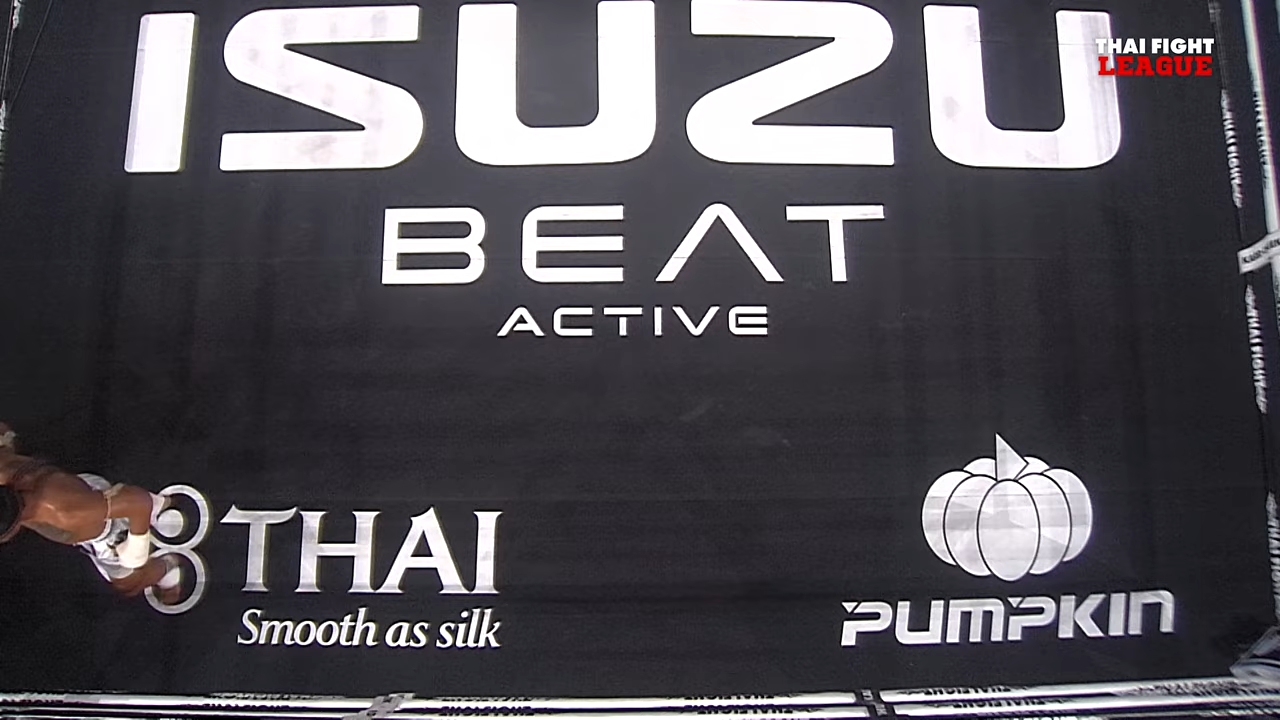 ISUZU
THAI FIGHT
LEAGUE
BEAT
ACTIVE
THAI
Smooth as silk
PUMPKIN